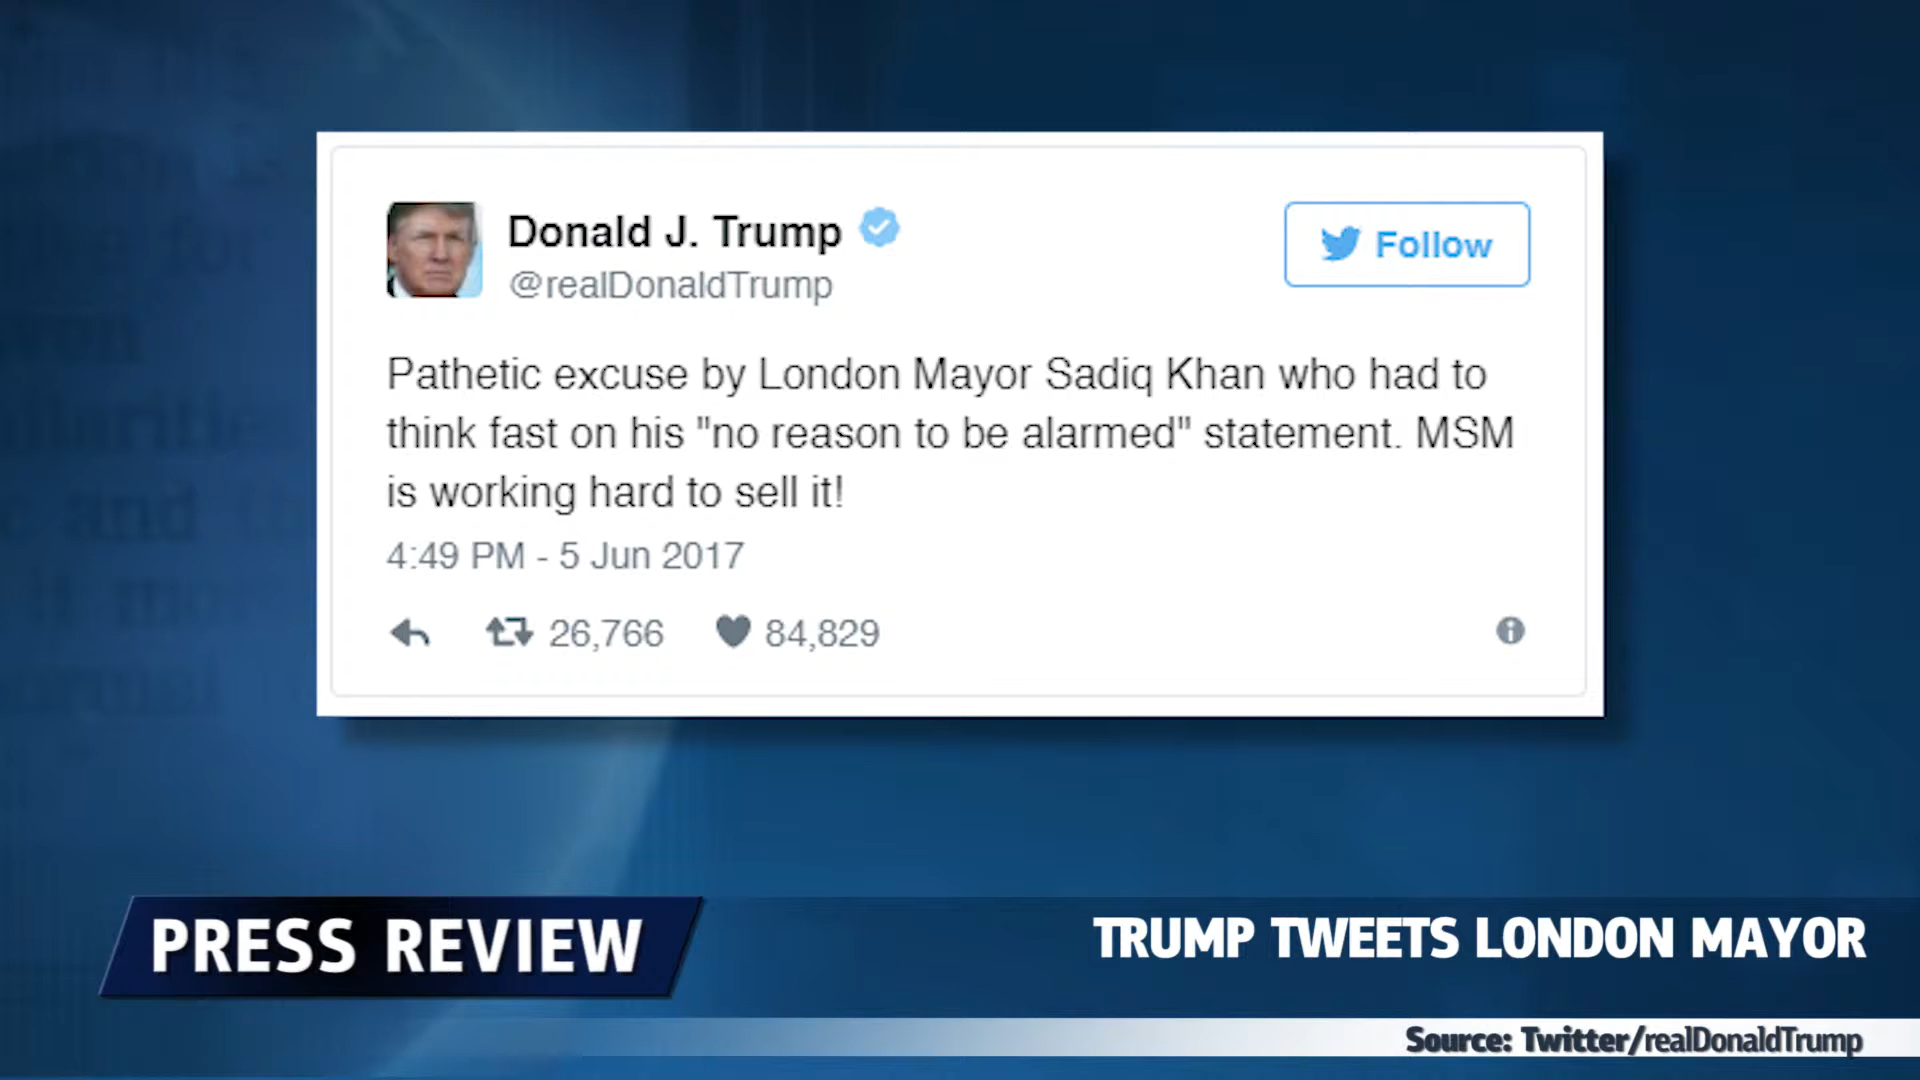 Donald J. Trump
@realDonaldTrump
Follow
Pathetic excuse by London Mayor Sadiq Khan who had to
think fast on his "no reason to be alarmed" statement. MSM
is working hard to sell it!
4:49 PM - 5 Jun 2017
26,766 84,829
PRESS REVIEW
TRUMP TWEETS LONDON MAYOR
Source: Twitter/realDonaldTrump